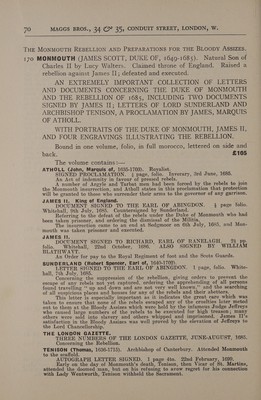 70 MAGGS BROS., 34 & 35, CONDUIT STREET, LONDON, W.
THE MONMOUTH REBELLION AND PREPARATIONS FOR THE BLOODY ASSIZES.
170 MONMOUTH (JAMES SCOTT, DUKE OF, 1649-1685). Natural Son of
Charles II by Lucy Walters. Claimed throne of England. Raised a
rebellion against James II; defeated and executed.
AN EXTREMELY IMPORTANT COLLECTION OF LETTERS
AND DOCUMENTS CONCERNING THE DUKE OF MONMOUTH
AND THE REBELLION OF 1685, INCLUDING TWO DOCUMENTS
SIGNED BY JAMES II; LETTERS OF LORD SUNDERLAND AND
ARCHBISHOP TENISON, A PROCLAMATION BY JAMES, MARQUIS
OF ATHOLL.
WITH PORTRAITS OF THE DUKE OF MONMOUTH, JAMES II,
AND FOUR ENGRAVINGS ILLUSTRATING THE REBELLION.
Bound in one volume, folio, in full morocco, lettered on side and
back. £165
The volume contains:—
ATHOLL (John, Marquis of, 1635-1703). Royalist.
SIGNED PROCLAMATION. 1 page, folio. Inverary, 3rd June, 1685.
An Act of indemnity in favour of pressed rebels.
A number of Argyle and Tarbat men had been forced by the rebels to join
the Monmouth insurrection, and Atholl states in this proclamation that protection
will be granted to those who surrender and come to the presence of any garrison.
JAMES II, King of England.
DOCUMENT SIGNED TO THE EARL OF ABINGDON. ½ page folio.
Whitehall, 8th July, 1685. Countersigned by Sunderland.
Referring to the defeat of the rebels under the Duke of Monmouth who had
been taken prisoner, and ordering the dismissal of the Militia.
The insurrection came to an end at Sedgmoor on 6th July, 1685, and Mon-
mouth was taken prisoner and executed.
JAMES II.
DOCUMENT SIGNED TO RICHARD, EARL OF RANELAGH. 2½ pp.
folio. Whitehall, 22nd October, 1686. ALSO SIGNED BY WILLIAM
BLATHWAYT.
An Order for pay to the Royal Regiment of foot and the Scots Guards.
SUNDERLAND (Robert Spencer, Earl of, 1640-1702).
LETTER SIGNED TO THE EARL OF ABINGDON. 1 page, folio. White-
hall, 7th July, 1685.
Concerning the suppression of the rebellion, giving orders to prevent the
escape of any rebels not yet captured, ordering the apprehending of all persons
found travelling "up and down and are not very well known," and the searching
of all suspicious places and houses for any of the rebels and their abettors.
This letter is especially important as it indicates the great care which was
taken to ensure that none of the rebels escaped any of the cruelties later meted
out to them at the Bloody Assizes, which was held by the infamous Judge Jeffreys
who caused large numbers of the rebels to be executed for high treason; many
others were sold into slavery and others whipped and imprisoned. James II's
satisfaction in the Bloody Assizes was well proved by the elevation of Jeffreys to
the Lord Chancellorship.
THE LONDON GAZETTE.
THREE NUMBERS OF THE LONDON GAZETTE, JUNE-AUGUST, 1685.
Concerning the Rebellion.
TENISON (Thomas, 1636-1715). Archbishop of Canterbury. Attended Monmouth
to the scaffold.
AUTOGRAPH LETTER SIGNED. 1 page 4to. 22nd February, 1699.
Early on the day of Monmouth's death, Tenison, then Vicar of St. Martins,
attended the doomed man, but on his refusing to avow regret for his connection
with Lady Wentworth, Tenison withheld the Sacrament.